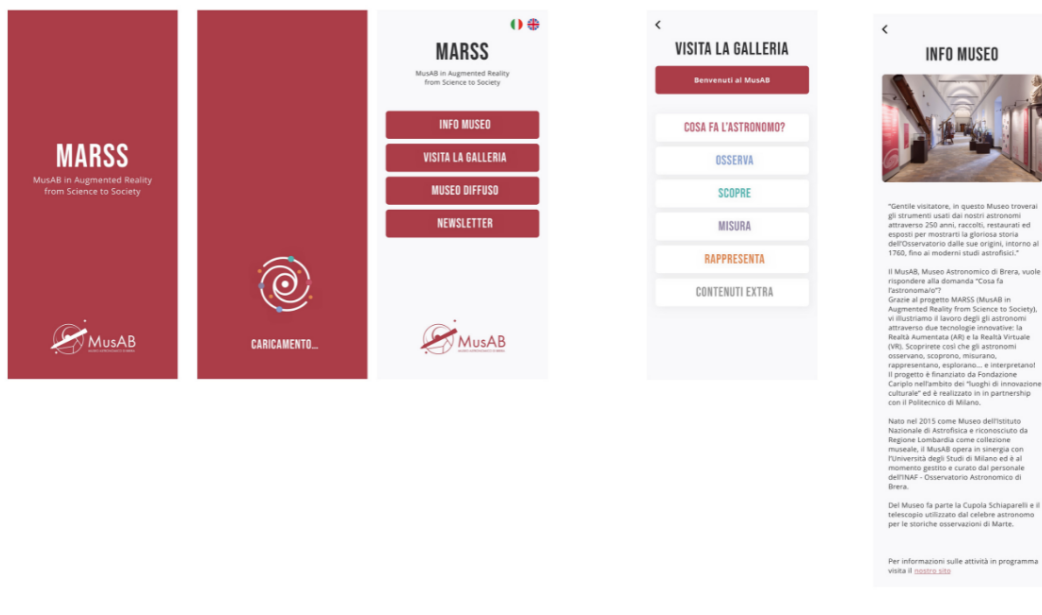 MARSS
MusAB in Augmented Reality
from Science to Society
MusAB
CARICAMENTO...
MARSS
MusAB in Augmented Reality
from Science to Society
INFO MUSEO
VISITA LA GALLERIA
MUSEO DIFFUSO
NEWSLETTER
MusAB
VISITA LA GALLERIA
Benvenuti al MusAB
COSA FA L'ASTRONOMO?
OSSERVA
SCOPRE
MISURA
RAPPRESENTA
CONTENUTI EXTRA
INFO MUSEO
"Gentile visitatore, in questo Museo troverai
gli strumenti usati dai nostri astronomi
attraverso 250 anni, raccolti, restaurati ed
esposti per mostrarti la gloriosa storia
dell'Osservatorio dalle sue origini, intorno al
1760, fino ai moderni studi astrofisici."
Il MusAB, Museo Astronomico di Brera, vuole
rispondere alla domanda "Cosa fa
l'astronoma/o"?
Grazie al progetto MARSS (MusAB in
Augmented Reality from Science to Society),
vi illustriamo il lavoro degli gli astronomi
attraverso due tecnologie innovative: la
Realtà Aumentata (AR) e la Realtà Virtuale
(VR). Scoprirete così che gli astronomi
osservano, scoprono, misurano,
rappresentano, esplorano... e interpretano!
Il progetto è finanziato da Fondazione
Cariplo nell'ambito dei "luoghi di innovazione
culturale" ed è realizzato in in partnership
con il Politecnico di Milano.
Nato nel 2015 come Museo dell'Istituto
Nazionale di Astrofisica e riconosciuto da
Regione Lombardia come collezione
museale, il MusAB opera in sinergia con
l'Università degli Studi di Milano ed è al
momento gestito e curato dal personale
dell'INAF - Osservatorio Astronomico di
Brera.
Del Museo fa parte la Cupola Schiaparelli e il
telescopio utilizzato dal celebre astronomo
per le storiche osservazioni di Marte.
Per informazioni sulle attività in programma
visita il nostro sito